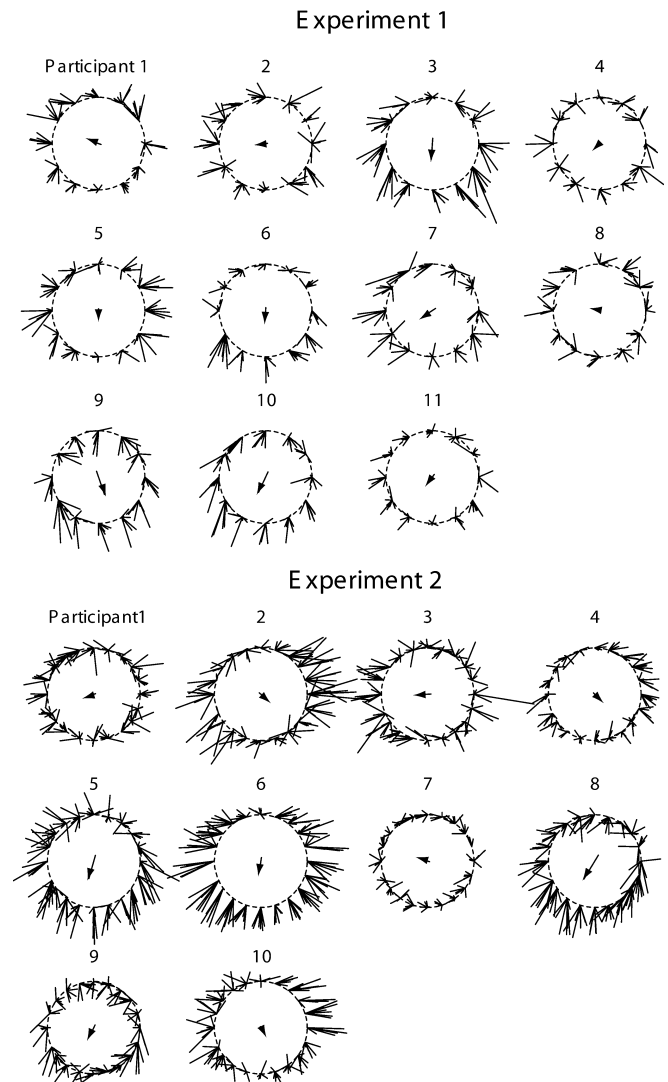 Experiment 1
Participant 1 2 3 4
5 6 7 8
9 10 11
Experiment 2
Participant1 2 3 4
5 6 7 8
9 10